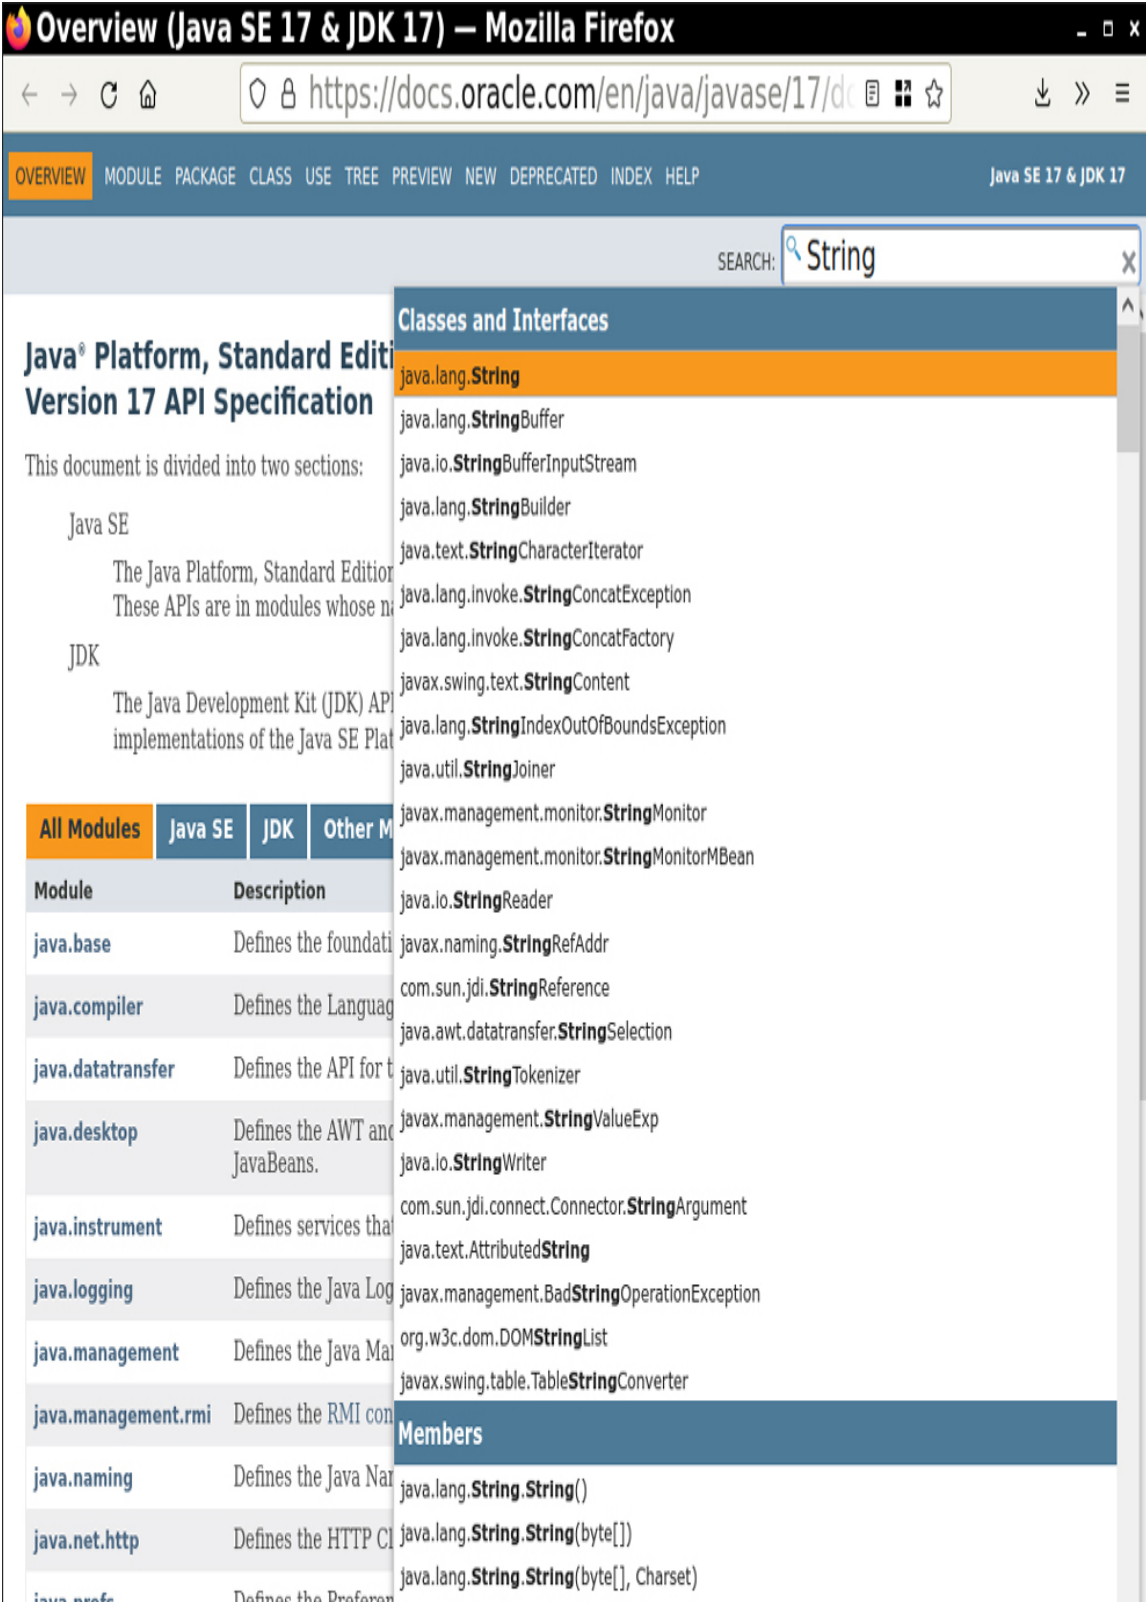 Overview (Java SE 17 & JDK 17) — Mozilla Firefox
https://docs.oracle.com/en/java/javase/17/do
OVERVIEW MODULE PACKAGE CLASS USE TREE PREVIEW NEW DEPRECATED INDEX HELP Java SE 17 & JDK 17
SEARCH: String
Java® Platform, Standard Editi
Version 17 API Specification
This document is divided into two sections:
Java SE
The Java Platform, Standard Edition
These APIs are in modules whose na
JDK
The Java Development Kit (JDK) API
implementations of the Java SE Plat
All Modules Java SE JDK Other M
Module Description
java.base Defines the foundati
java.compiler Defines the Languag
java.datatransfer Defines the API for t
java.desktop Defines the AWT and
JavaBeans.
java.instrument Defines services that
java.logging Defines the Java Log
java.management Defines the Java Ma
java.management.rmi Defines the RMI con
java.naming Defines the Java Nar
java.net.http Defines the HTTP Cl
java.prefs Defines the Preferen
Classes and Interfaces
java.lang.String
java.lang.StringBuffer
java.io.StringBufferInputStream
java.lang.StringBuilder
java.text.StringCharacterIterator
java.lang.invoke.StringConcatException
java.lang.invoke.StringConcatFactory
javax.swing.text.StringContent
java.lang.StringIndexOutOfBoundsException
java.util.StringJoiner
javax.management.monitor.StringMonitor
javax.management.monitor.StringMonitorMBean
java.io.StringReader
javax.naming.StringRefAddr
com.sun.jdi.StringReference
java.awt.datatransfer.StringSelection
java.util.StringTokenizer
javax.management.StringValueExp
java.io.StringWriter
com.sun.jdi.connect.Connector.StringArgument
java.text.AttributedString
javax.management.BadStringOperationException
org.w3c.dom.DOMStringList
javax.swing.table.TableStringConverter
Members
java.lang.String.String()
java.lang.String.String(byte[])
java.lang.String.String(byte[], Charset)